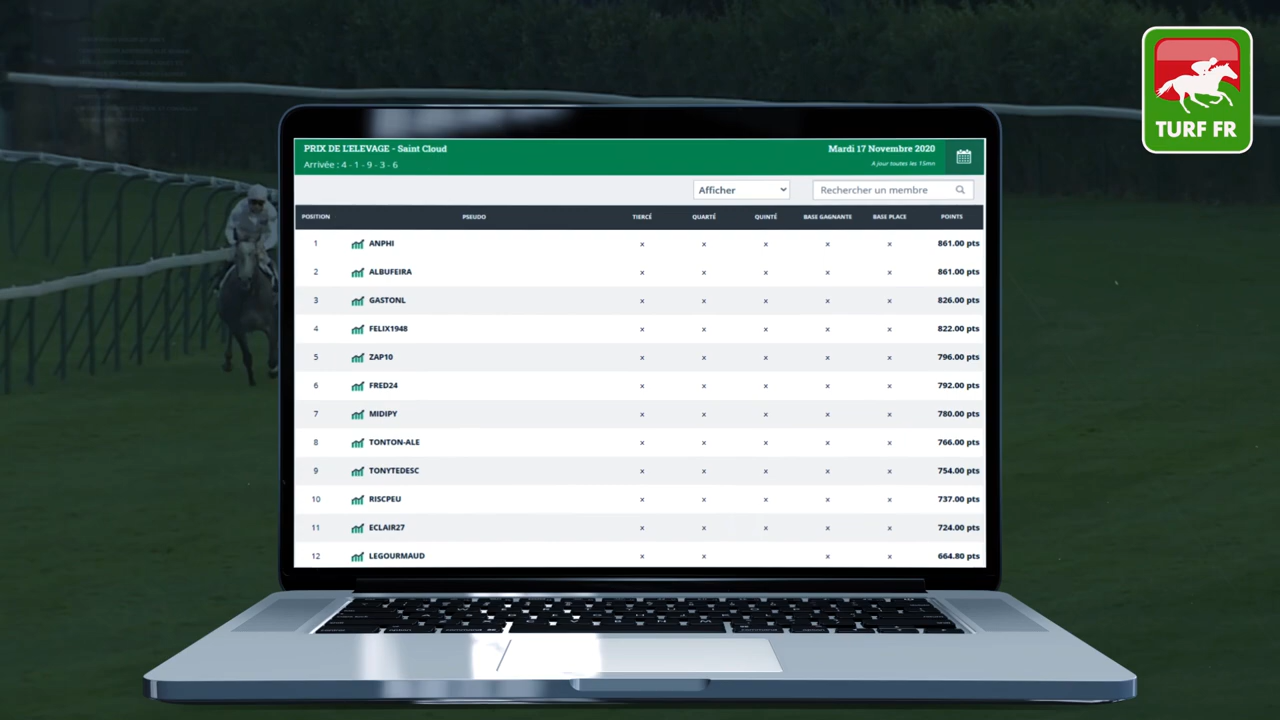 TURF FR
PRIX DE L'ELEVAGE - Saint Cloud
Mardi 17 Novembre 2020
Arrivée : 4 - 1 - 9 - 3 - 6
A jour toutes les 15mn
Afficher
Rechercher un membre
POSITION PSEUDO TIERCÉ QUARTÉ QUINTÉ BASE GAGNANTE BASE PLACE POINTS
1 ANPHI x x x x x 861.00 pts
2 ALBUFEIRA x x x x x 861.00 pts
3 GASTONL x x x x x 826.00 pts
4 FELIX1948 x x x x x 822.00 pts
5 ZAP10 x x x x x 796.00 pts
6 FRED24 x x x x x 792.00 pts
7 MIDIPY x x x x x 780.00 pts
8 TONTON-ALE x x x x x 766.00 pts
9 TONYTEDESC x x x x x 754.00 pts
10 RISCPEU x x x x x 737.00 pts
11 ECLAIR27 x x x x x 724.00 pts
12 LEGOURMAUD x x x x 664.80 pts